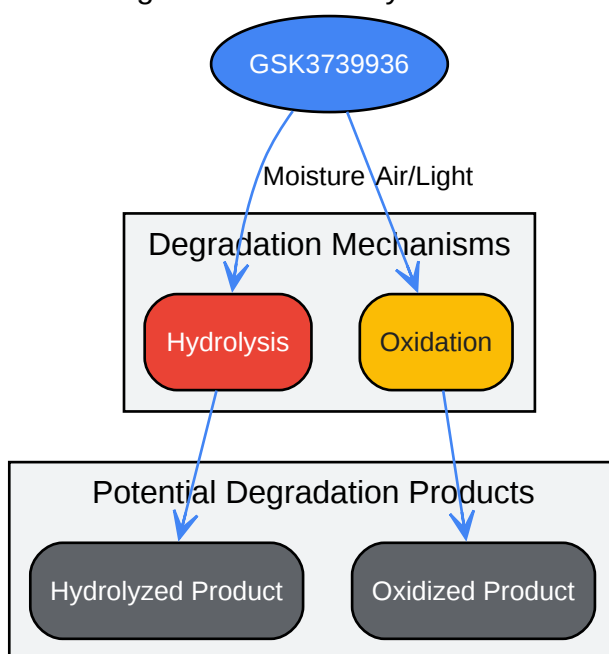 GSK3739936
Moisture Air/Light
Degradation Mechanisms
Hydrolysis Oxidation
Potential Degradation Products
Hydrolyzed Product Oxidized Product